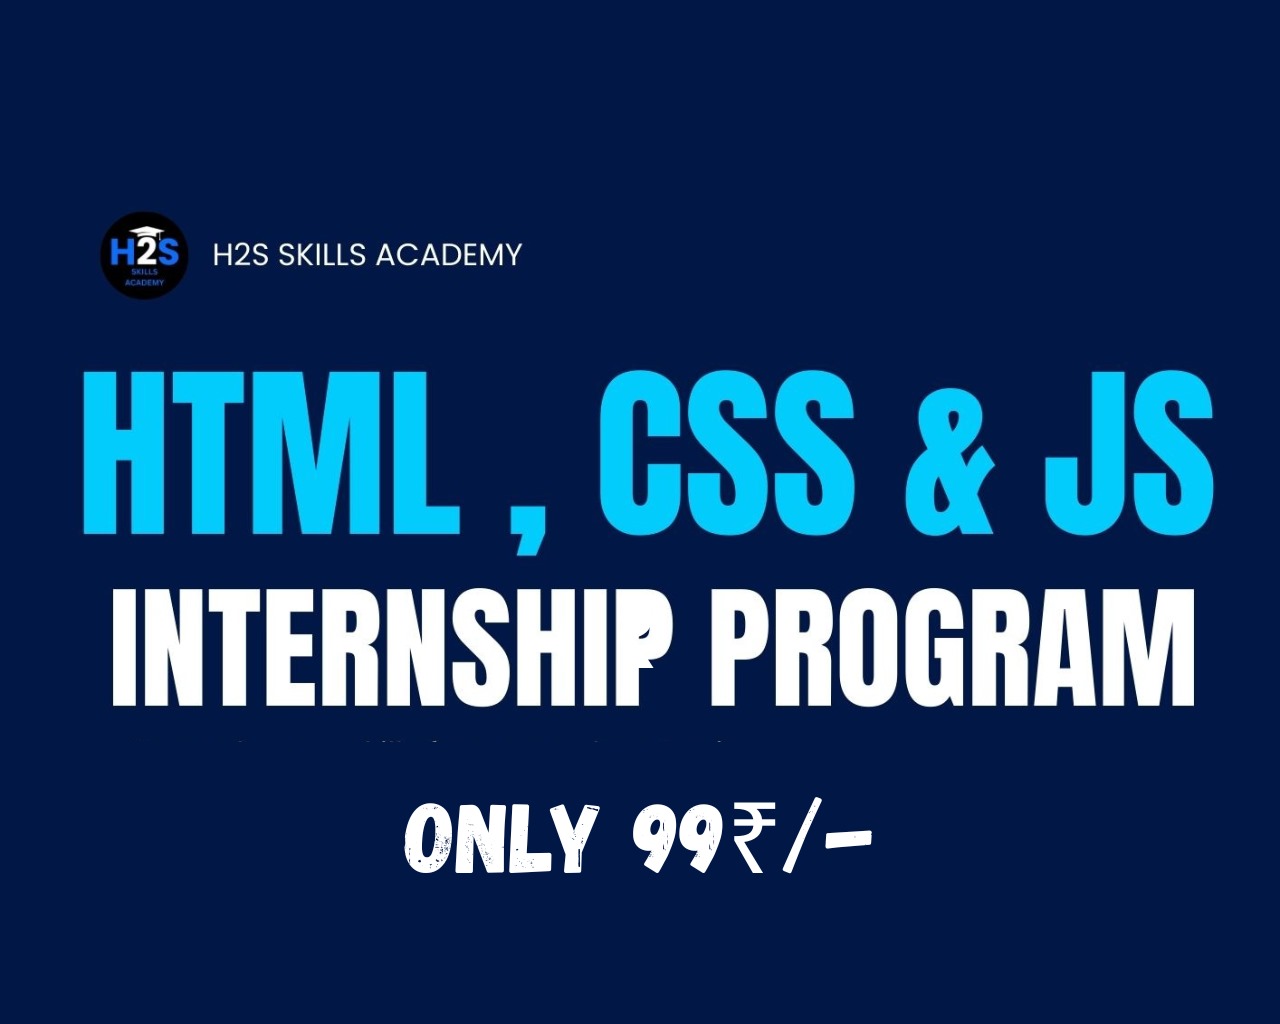 H2S
SKILLS
ACADEMY
H2S SKILLS ACADEMY
HTML , CSS & JS
INTERNSHIP PROGRAM
ONLY 99₹/-